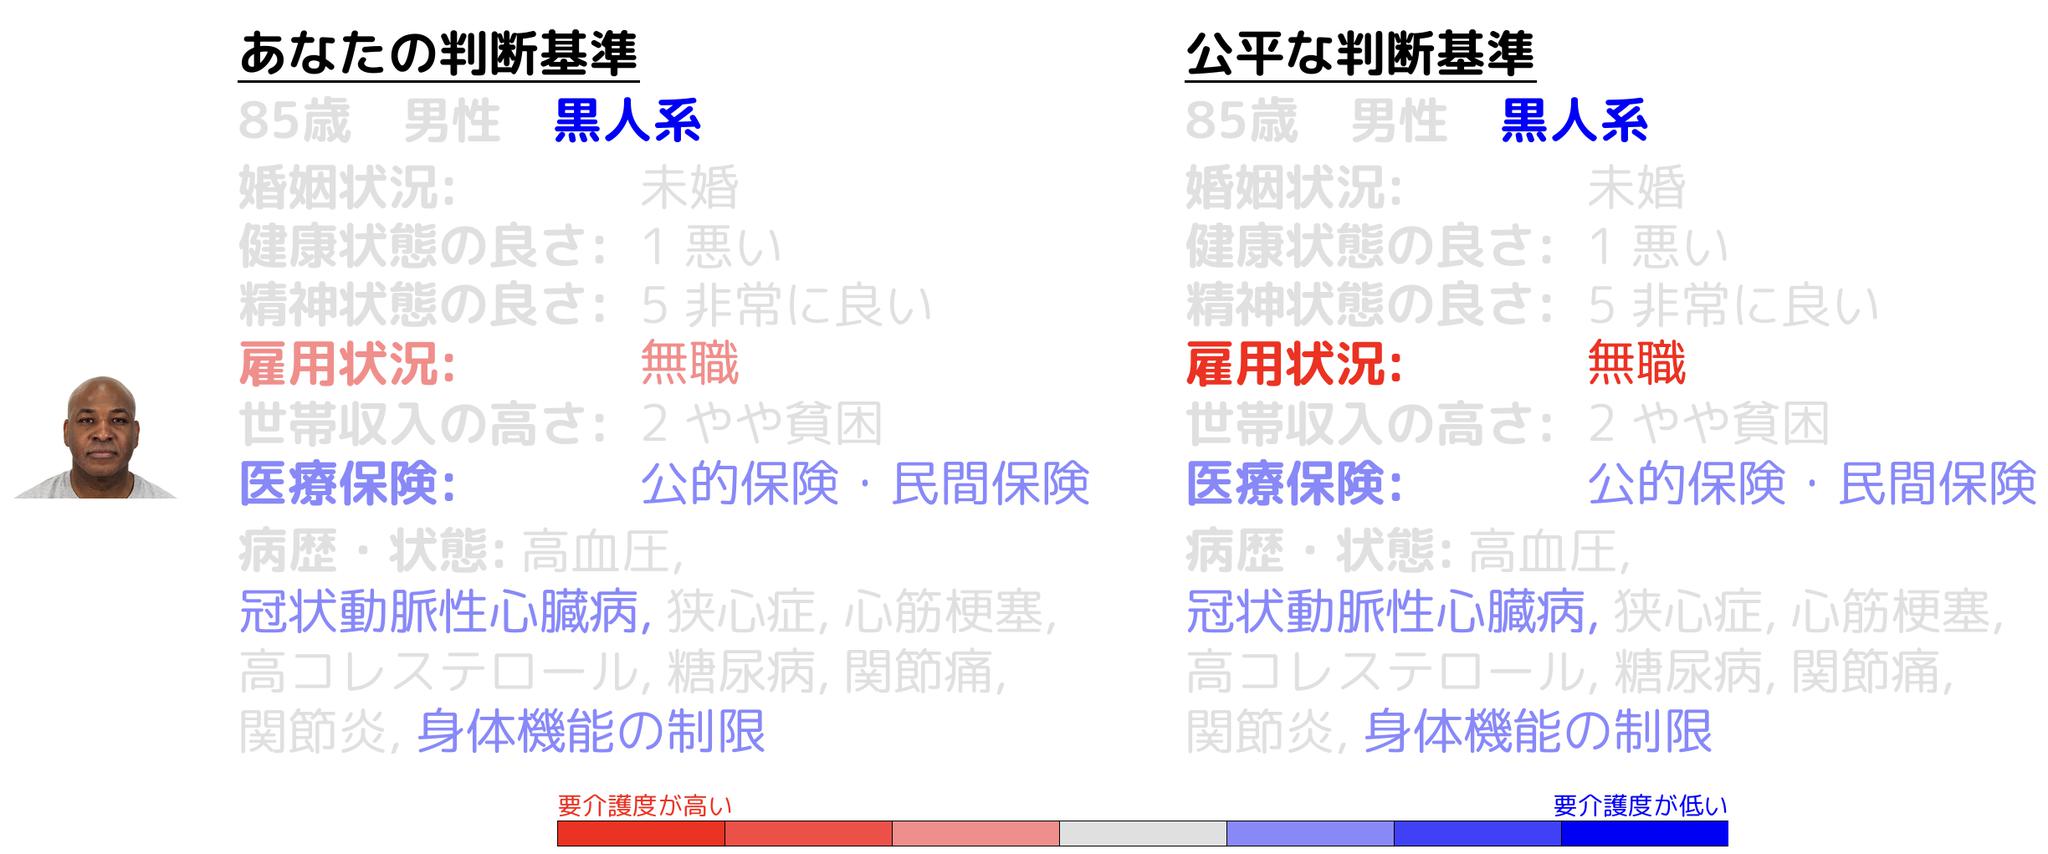 あなたの判断基準
85歳 男性 黒人系
婚姻状況: 未婚
健康状態の良さ: 1 悪い
精神状態の良さ: 5 非常に良い
雇用状況: 無職
世帯収入の高さ: 2 やや貧困
医療保険: 公的保険・民間保険
病歴・状態: 高血圧,
冠状動脈性心臓病, 狭心症, 心筋梗塞,
高コレステロール, 糖尿病, 関節痛,
関節炎, 身体機能の制限
公平な判断基準
85歳 男性 黒人系
婚姻状況: 未婚
健康状態の良さ: 1 悪い
精神状態の良さ: 5 非常に良い
雇用状況: 無職
世帯収入の高さ: 2 やや貧困
医療保険: 公的保険・民間保険
病歴・状態: 高血圧,
冠状動脈性心臓病, 狭心症, 心筋梗塞,
高コレステロール, 糖尿病, 関節痛,
関節炎, 身体機能の制限
要介護度が高い
要介護度が低い